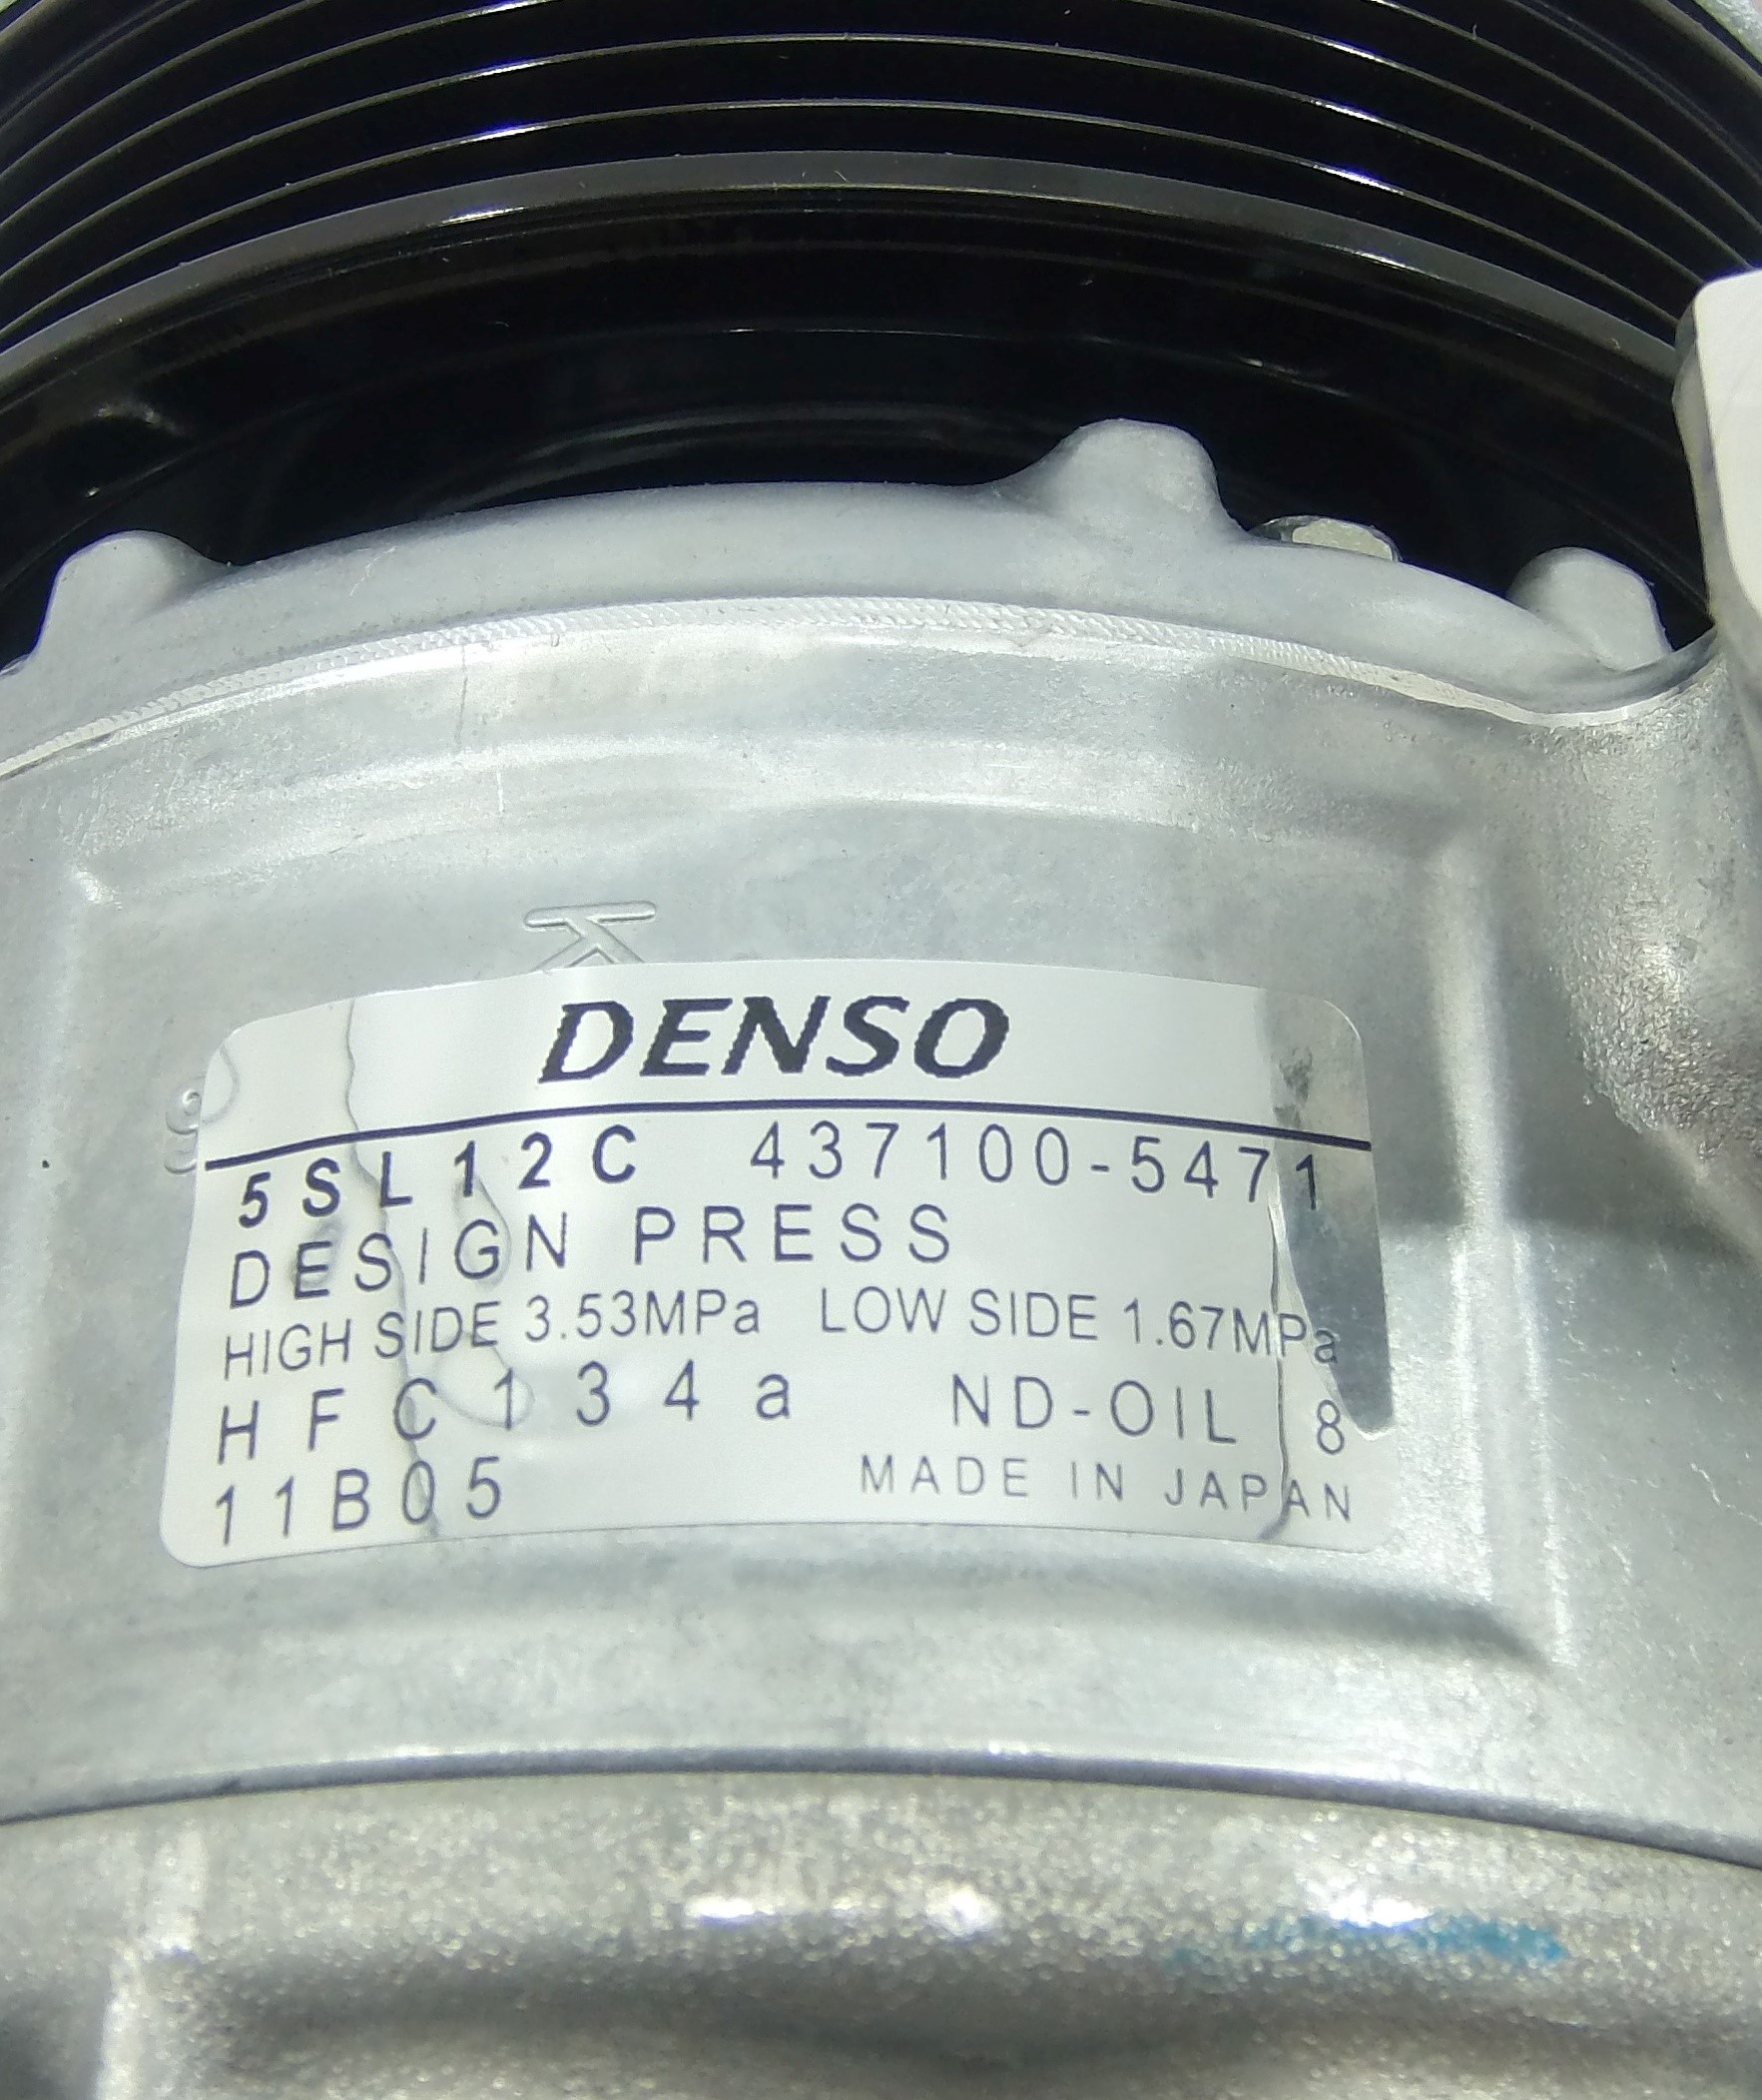 K
9
DENSO
5SL12C 437100-5471
DESIGN PRESS
HIGH SIDE 3.53MPa LOW SIDE 1.67MPa
HFC134a ND-OIL 8
11B05 MADE IN JAPAN